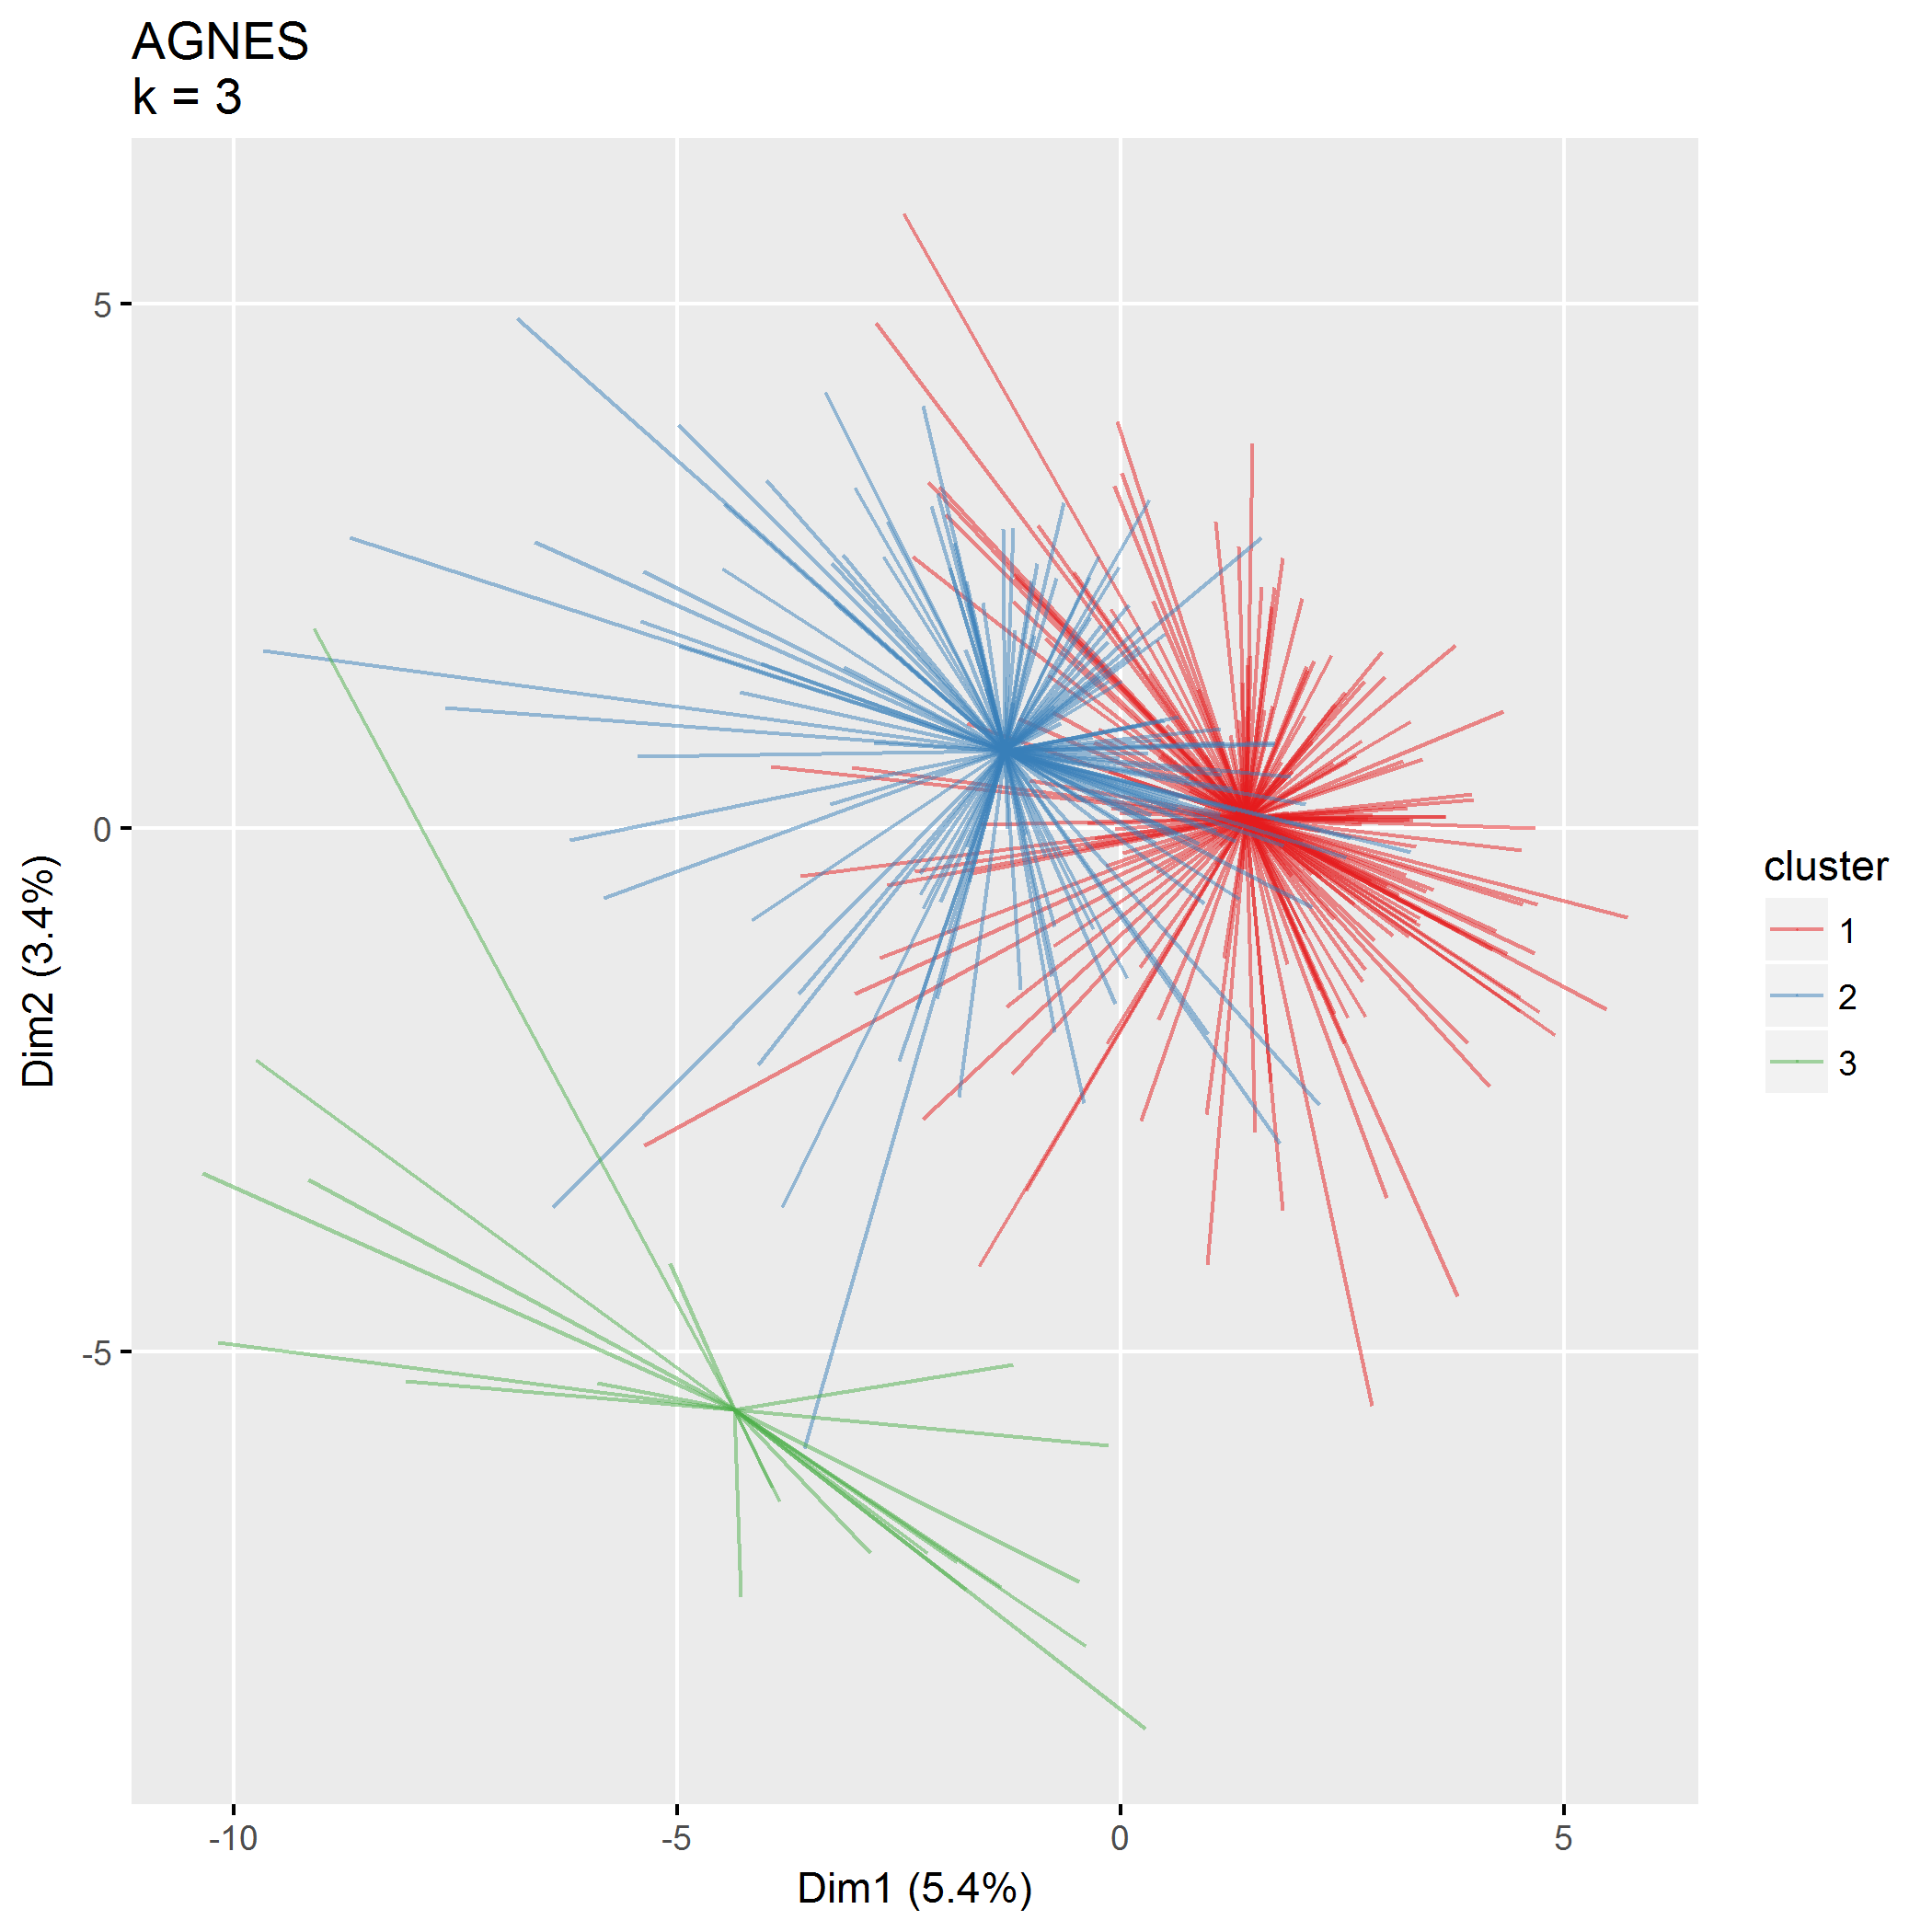 AGNES
k = 3
5
0
-5
Dim2 (3.4%)
-10
-5
0
5
Dim1 (5.4%)
cluster
1
2
3